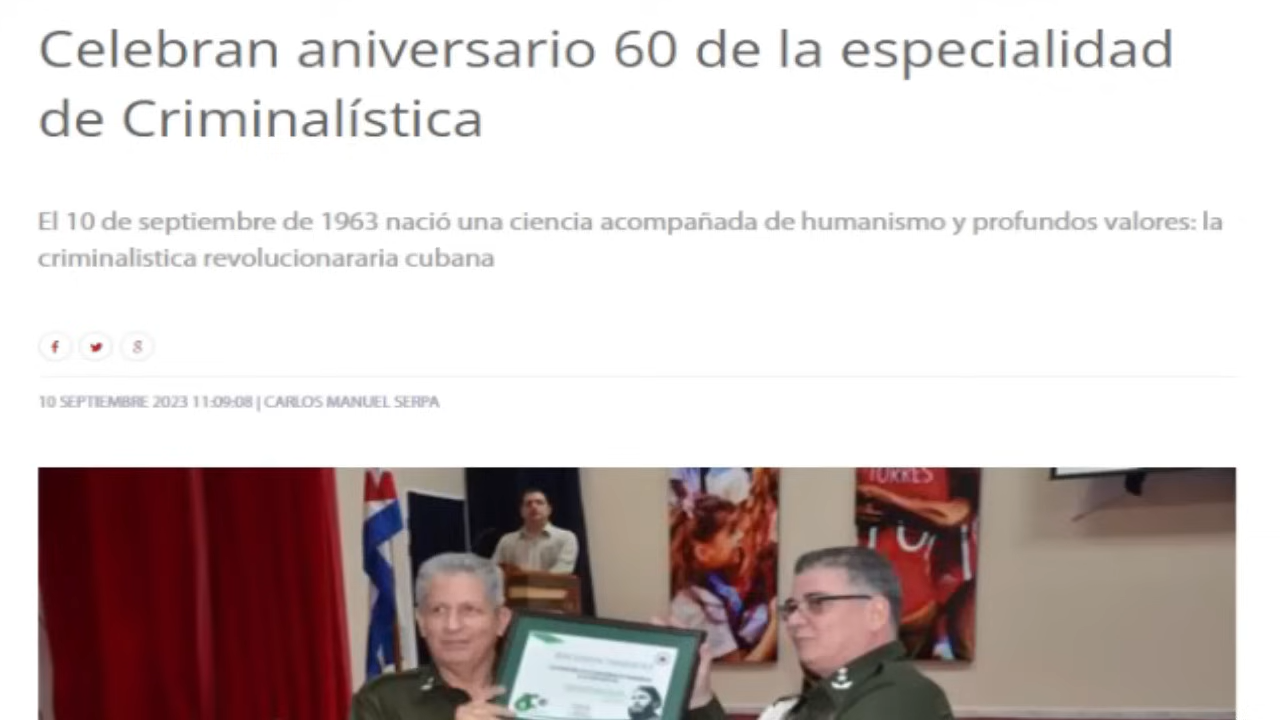 Celebran aniversario 60 de la especialidad
de Criminalística
El 10 de septiembre de 1963 nació una ciencia acompañada de humanismo y profundos valores: la
criminalistica revolucionararia cubana
10 SEPTIEMBRE 2023 11:09:08 | CARLOS MANUEL SERPA
TORRES